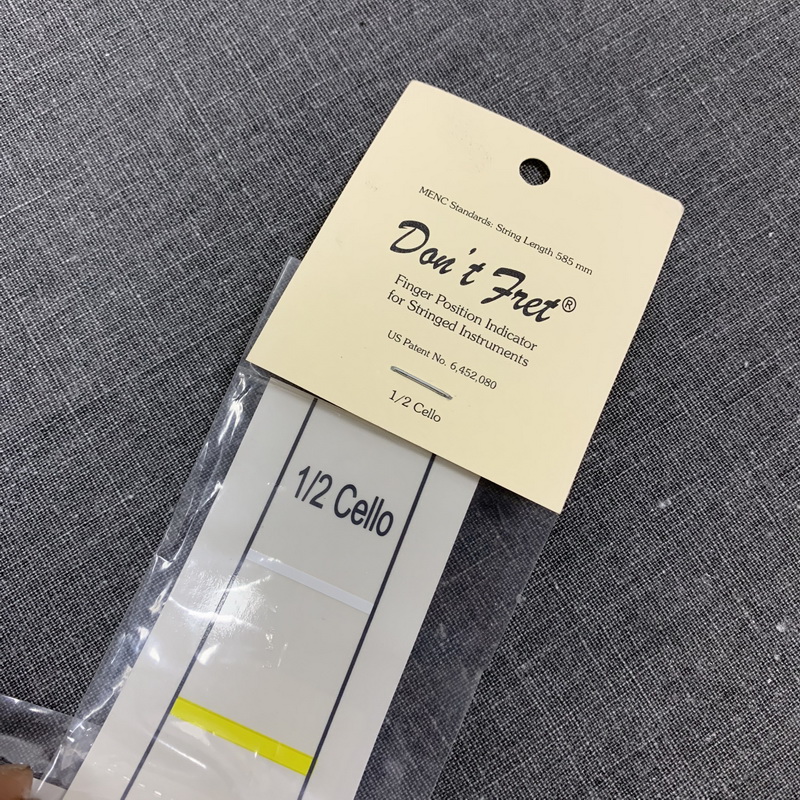 MENC Standards: String Length 585 mm
Don't Fret®
Finger Position Indicator
for Stringed Instruments
US Patent No. 6,452,080
1/2 Cello
1/2 Cello